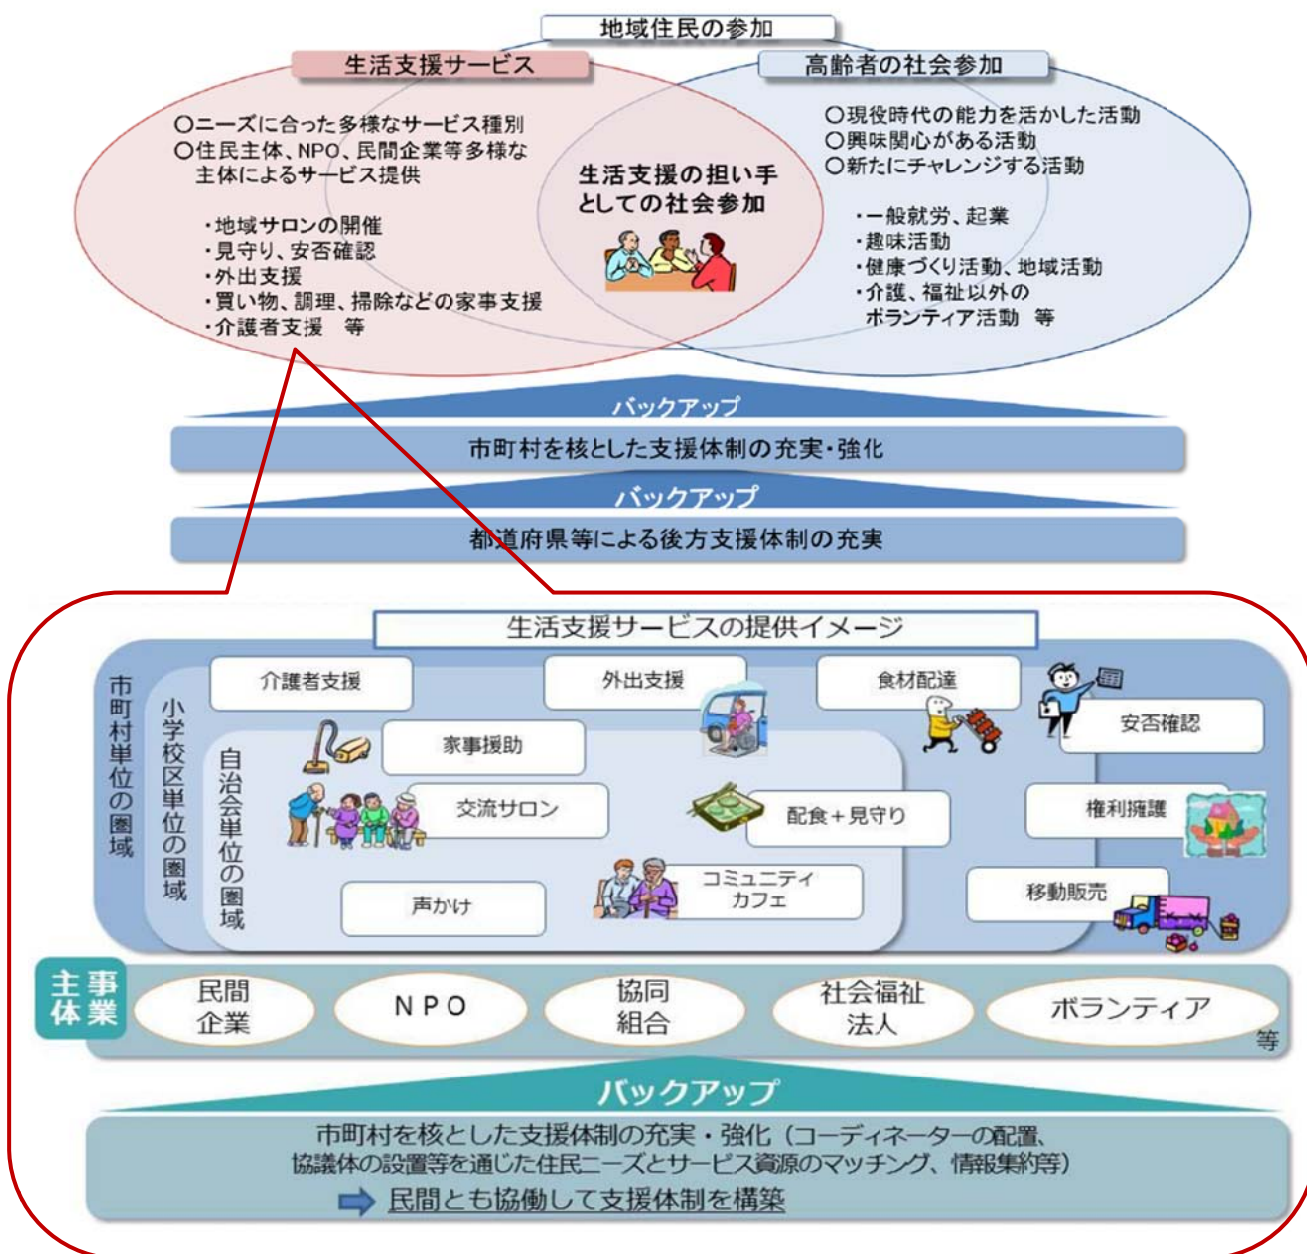 地域住民の参加
生活支援サービス
高齢者の社会参加
○ニーズに合った多様なサービス種別
○住民主体、NPO、民間企業等多様な
主体によるサービス提供
・地域サロンの開催
・見守り、安否確認
・外出支援
・買い物、調理、掃除などの家事支援
・介護者支援　等
生活支援の担い手
としての社会参加
○現役時代の能力を活かした活動
○興味関心がある活動
○新たにチャレンジする活動
・一般就労、起業
・趣味活動
・健康づくり活動、地域活動
・介護、福祉以外の
ボランティア活動　等
バックアップ
市町村を核とした支援体制の充実・強化
バックアップ
都道府県等による後方支援体制の充実
生活支援サービスの提供イメージ
市町村単位の圏域
小学校区単位の圏域
自治会単位の圏域
介護者支援
外出支援
食材配達
安否確認
家事援助
交流サロン
配食＋見守り
権利擁護
声かけ
コミュニティ
カフェ
移動販売
事業
主体
民間
企業
ＮＰＯ
協同
組合
社会福祉
法人
ボランティア
等
バックアップ
市町村を核とした支援体制の充実・強化（コーディネーターの配置、
協議体の設置等を通じた住民ニーズとサービス資源のマッチング、情報集約等）
民間とも協働して支援体制を構築